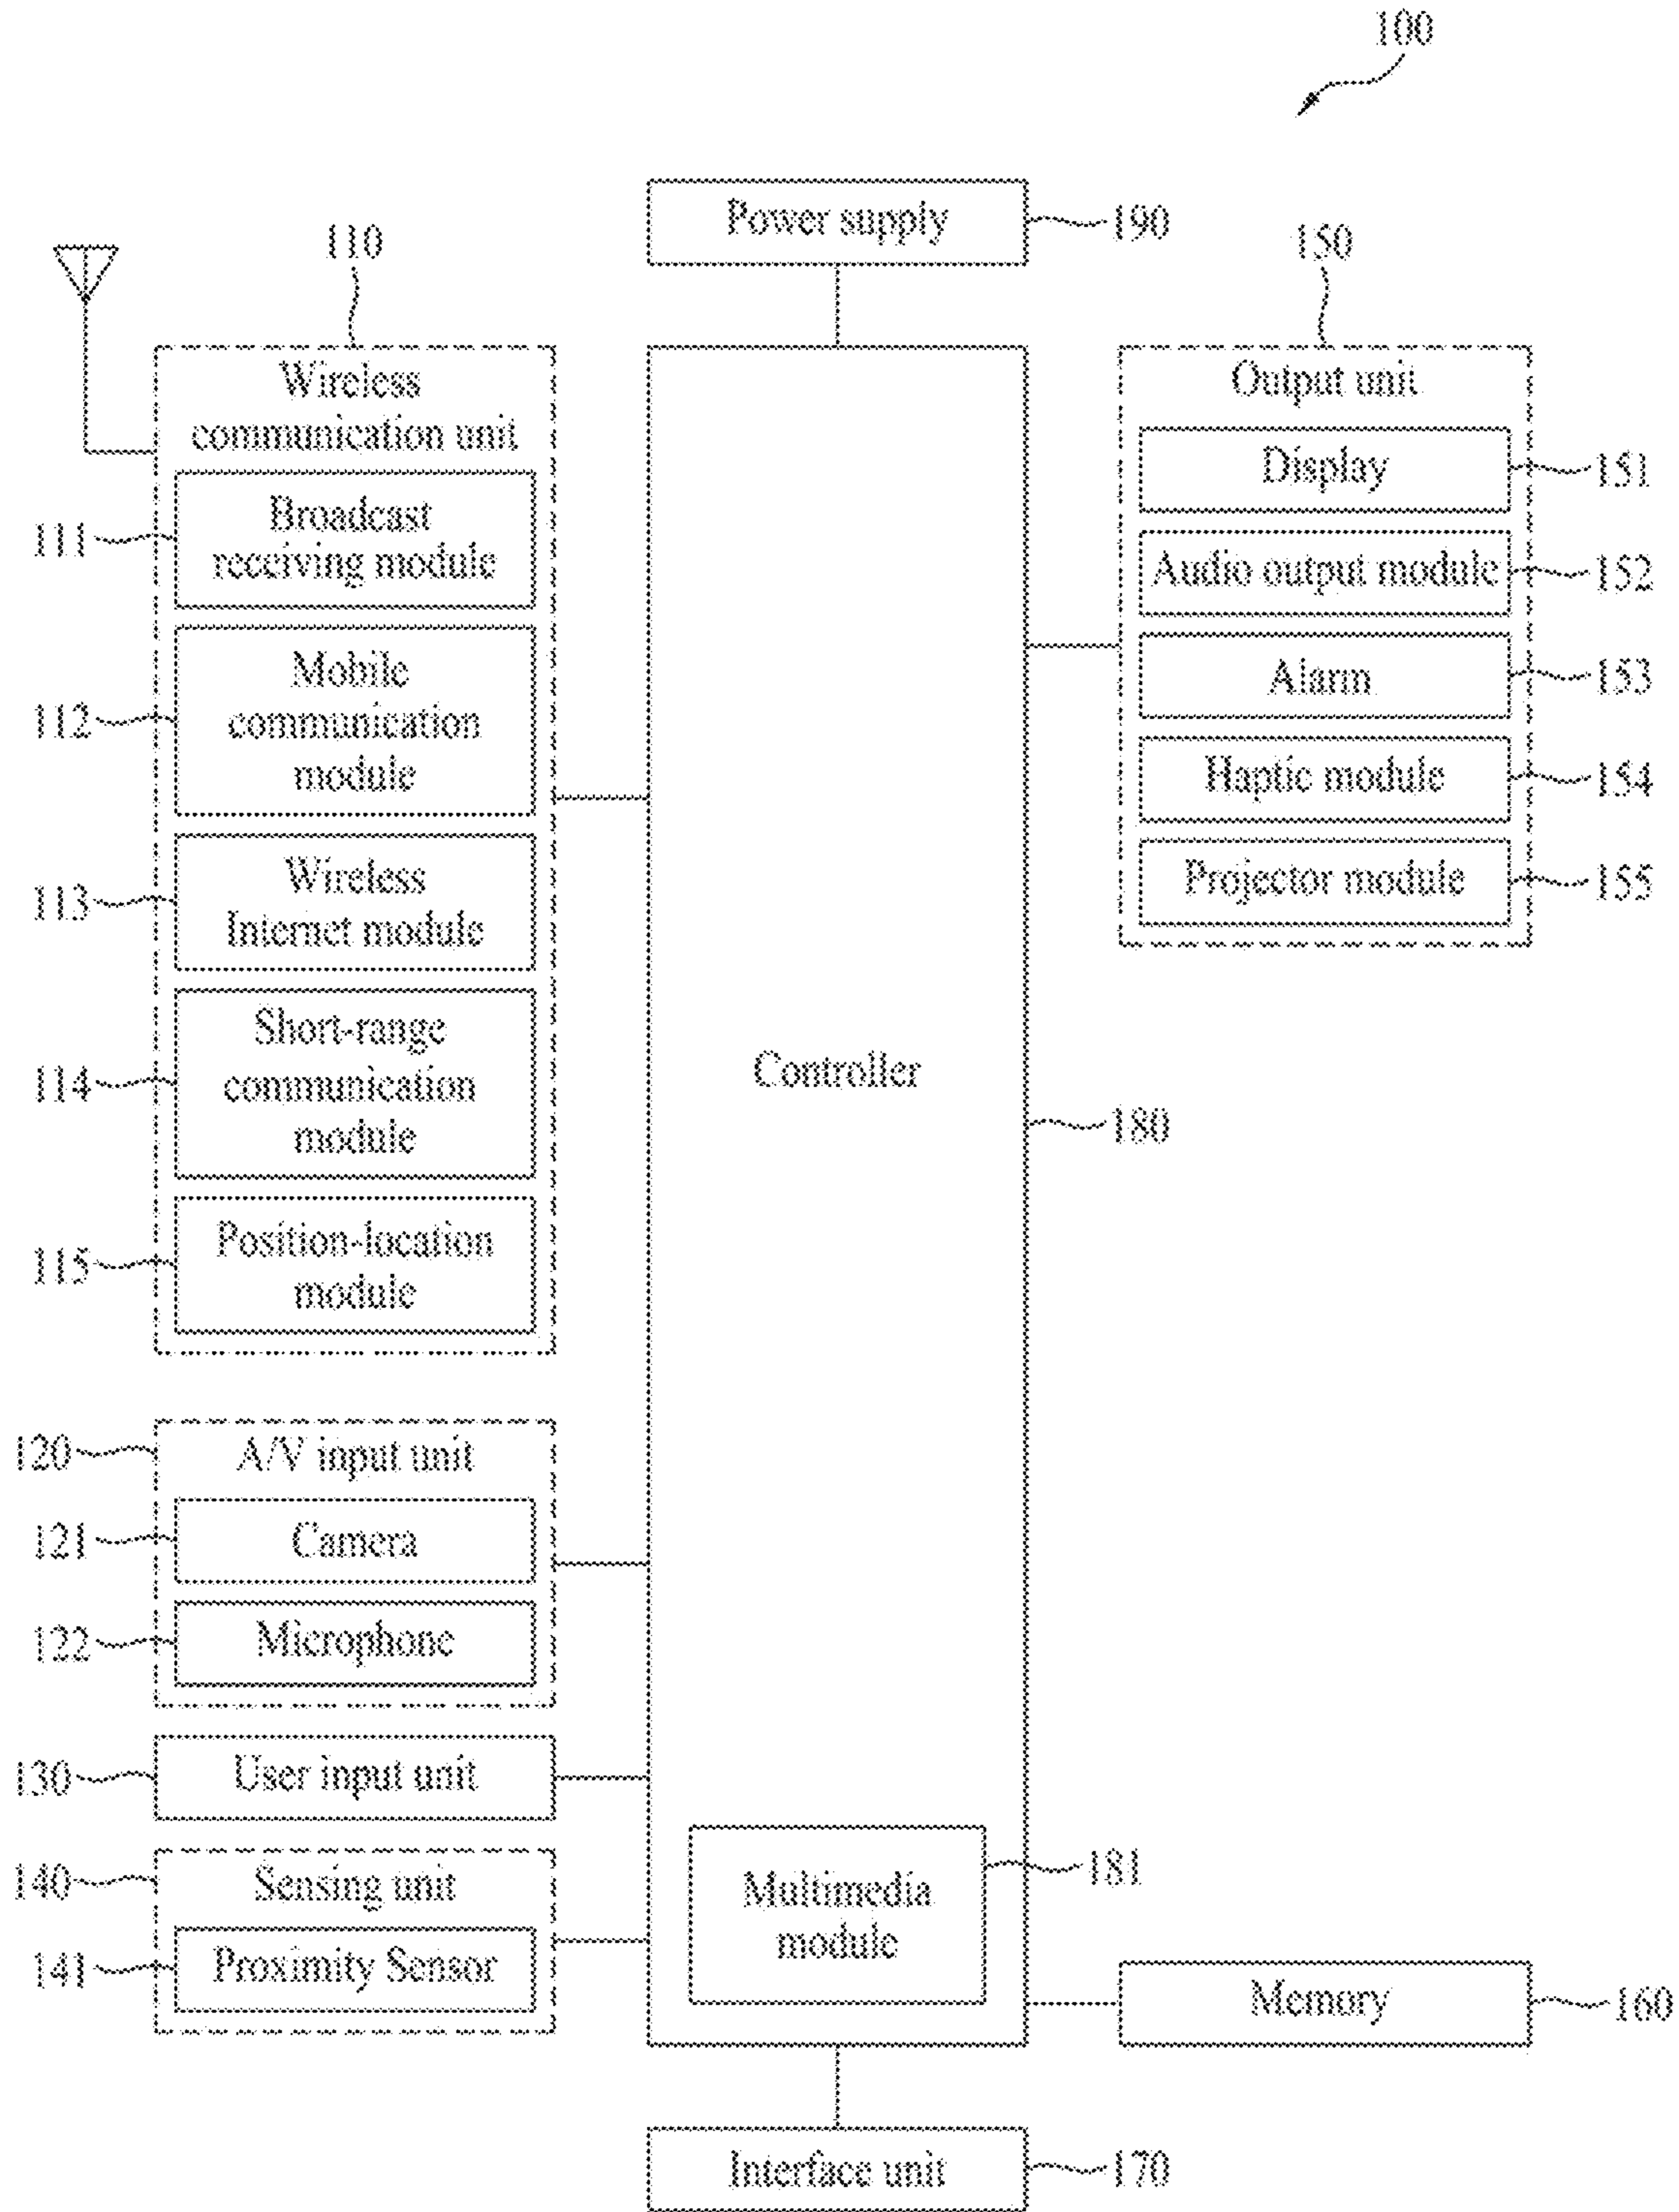 100
Power supply
190
110
Wireless
communication unit
111
Broadcast
receiving module
112
Mobile
communication
module
113
Wireless
Internet module
114
Short-range
communication
module
115
Position-location
module
120
A/V input unit
121
Camera
122
Microphone
130
User input unit
140
Sensing unit
141
Proximity Sensor
Controller
180
Multimedia
module
181
150
Output unit
Display
151
Audio output module
152
Alarm
153
Haptic module
154
Projector module
155
Memory
160
Interface unit
170